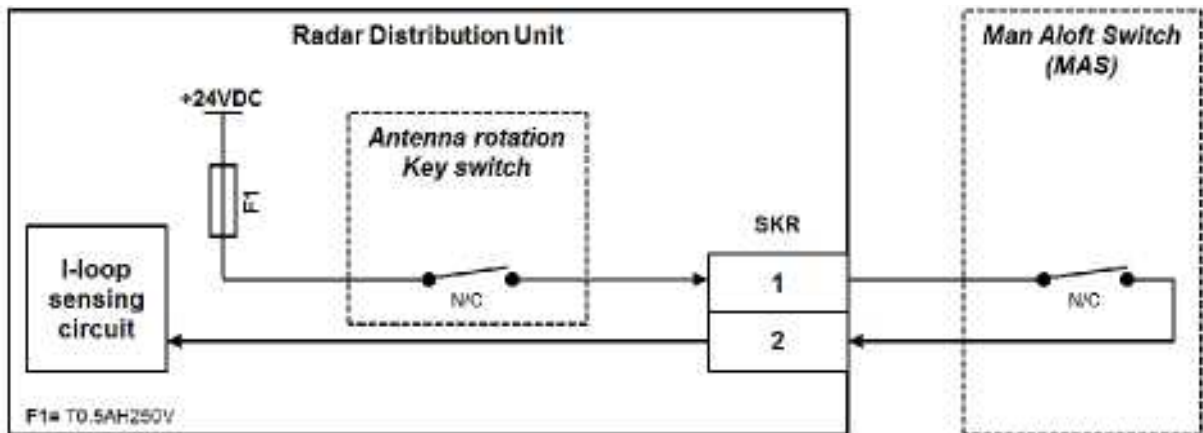 Radar Distribution Unit
Man Aloft Switch
(MAS)
+24VDC
Antenna rotation
Key switch
F1
SKR
I-loop
sensing
circuit
N/C
1
N/C
2
F1= T0.5AH250V